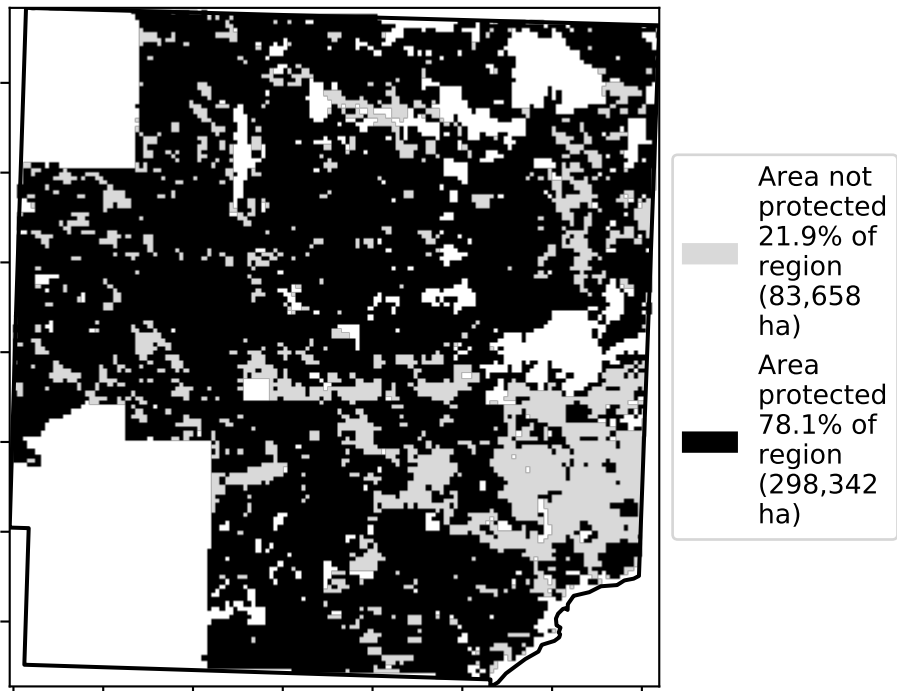 Area not
protected
21.9% of
region
(83,658
ha)
Area
protected
78.1% of
region
(298,342
ha)